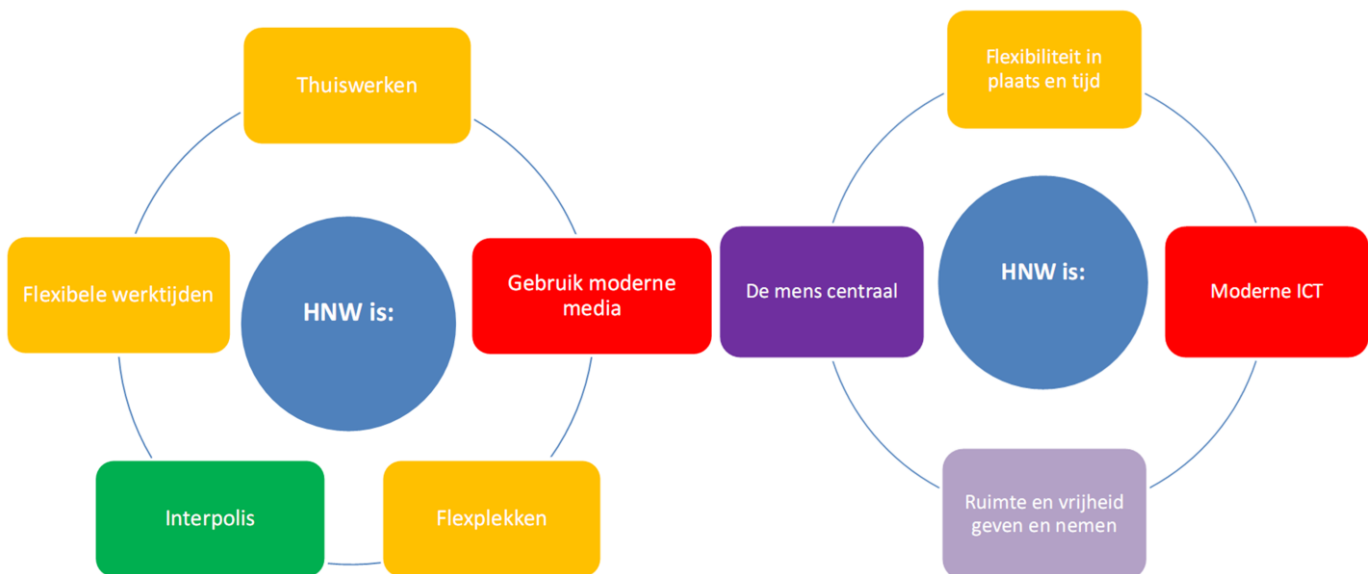 Thuiswerken
Gebruik moderne
media
Flexplekken
Interpolis
Flexibele werktijden
HNW is:
Flexibiliteit in
plaats en tijd
Moderne ICT
Ruimte en vrijheid
geven en nemen
De mens centraal
HNW is: